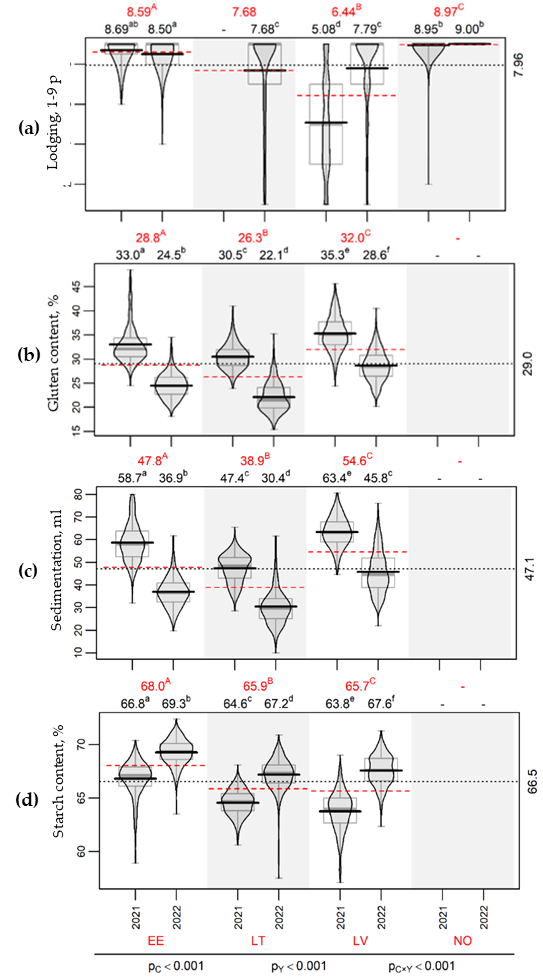 8.59A 7.68 6.44B 8.97C
8.69ab 8.50a - 7.68c 5.08d 7.79c 8.95b 9.00b
(a) Lodging, 1-9 p
7.96
28.8A 26.3B 32.0C -
33.0a 24.5b 30.5c 22.1d 35.3e 28.6f - -
45
40
35
30
25
20
15
(b) Gluten content, %
29.0
47.8A 38.9B 54.6C -
58.7a 36.9b 47.4c 30.4d 63.4e 45.8c - -
80
70
60
50
40
30
20
10
(c) Sedimentation, ml
47.1
68.0A 65.9B 65.7C -
66.8a 69.3b 64.6c 67.2d 63.8e 67.6f - -
70
65
60
(d) Starch content, %
66.5
2021 2022 2021 2022 2021 2022 2021 2022
EE LT LV NO
pC < 0.001 pY < 0.001 pC×Y < 0.001